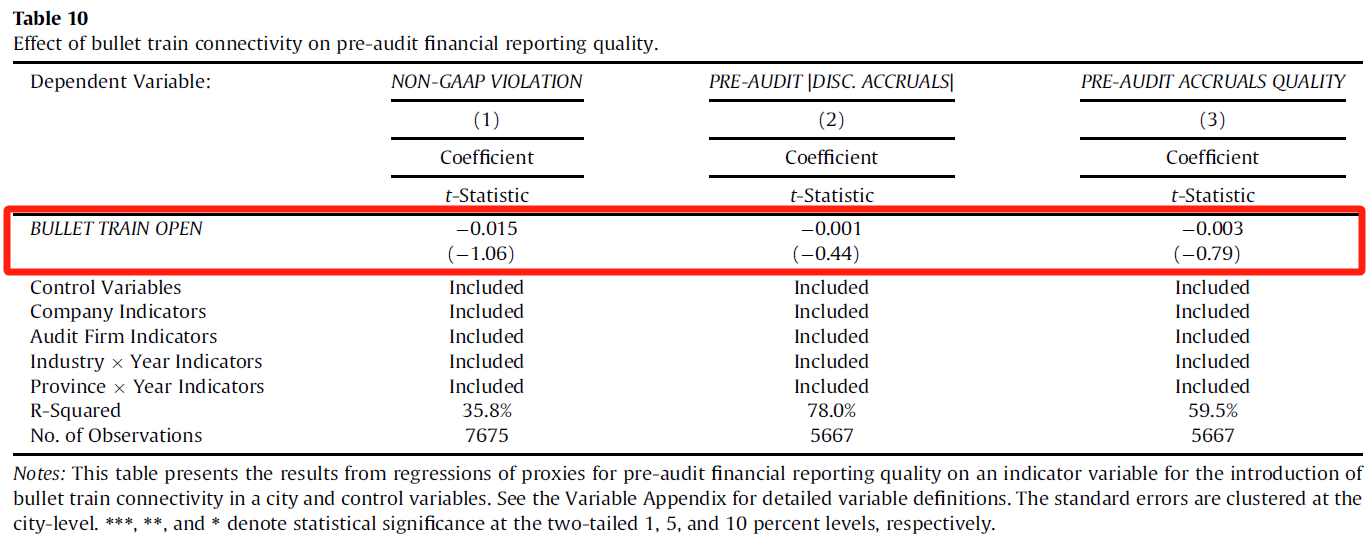 Table 10
Effect of bullet train connectivity on pre-audit financial reporting quality.
Dependent Variable: NON-GAAP VIOLATION PRE-AUDIT |DISC. ACCRUALS| PRE-AUDIT ACCRUALS QUALITY
(1) (2) (3)
Coefficient Coefficient Coefficient
t-Statistic t-Statistic t-Statistic
BULLET TRAIN OPEN −0.015 −0.001 −0.003
(−1.06) (−0.44) (−0.79)
Control Variables Included Included Included
Company Indicators Included Included Included
Audit Firm Indicators Included Included Included
Industry × Year Indicators Included Included Included
Province × Year Indicators Included Included Included
R-Squared 35.8% 78.0% 59.5%
No. of Observations 7675 5667 5667
Notes: This table presents the results from regressions of proxies for pre-audit financial reporting quality on an indicator variable for the introduction of
bullet train connectivity in a city and control variables. See the Variable Appendix for detailed variable definitions. The standard errors are clustered at the
city-level. ***, **, and * denote statistical significance at the two-tailed 1, 5, and 10 percent levels, respectively.